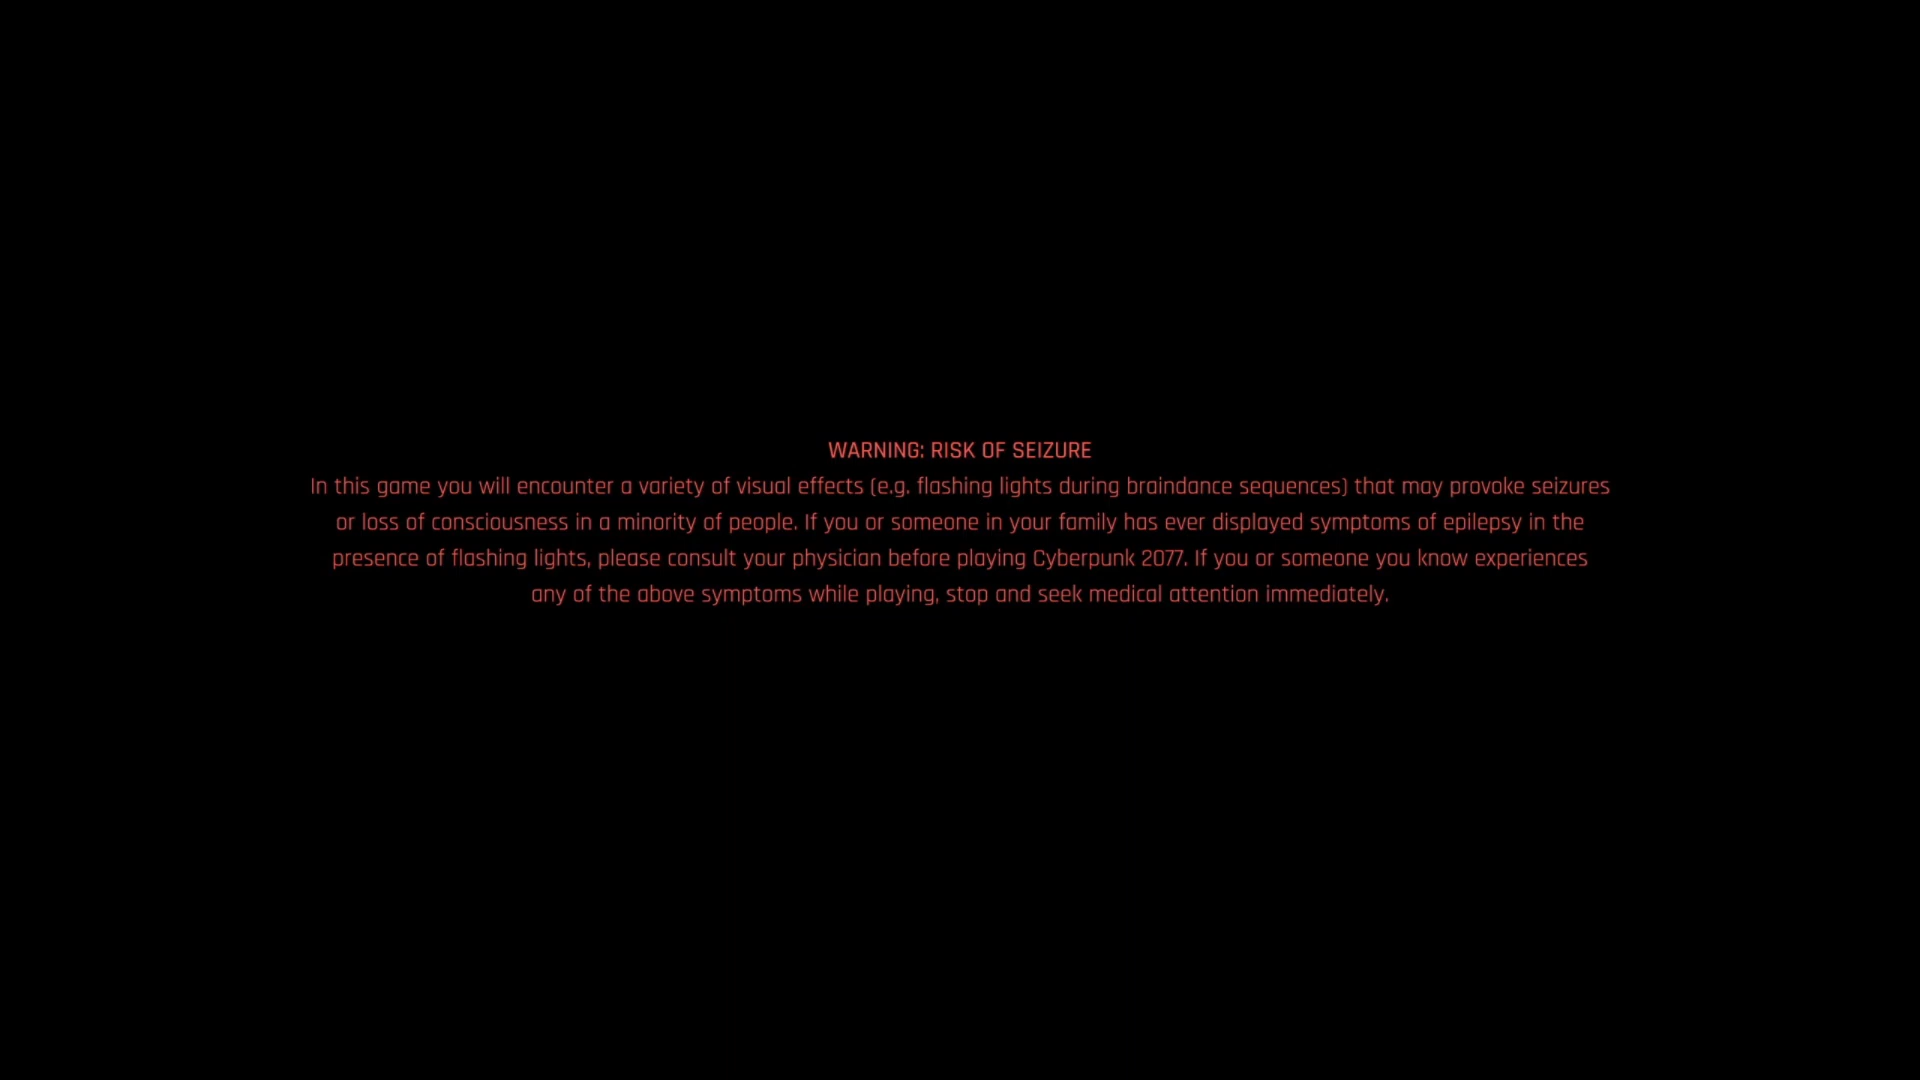 WARNING: RISK OF SEIZURE
In this game you will encounter a variety of visual effects (e.g. flashing lights during braindance sequences) that may provoke seizures
or loss of consciousness in a minority of people. If you or someone in your family has ever displayed symptoms of epilepsy in the
presence of flashing lights, please consult your physician before playing Cyberpunk 2077. If you or someone you know experiences
any of the above symptoms while playing, stop and seek medical attention immediately.